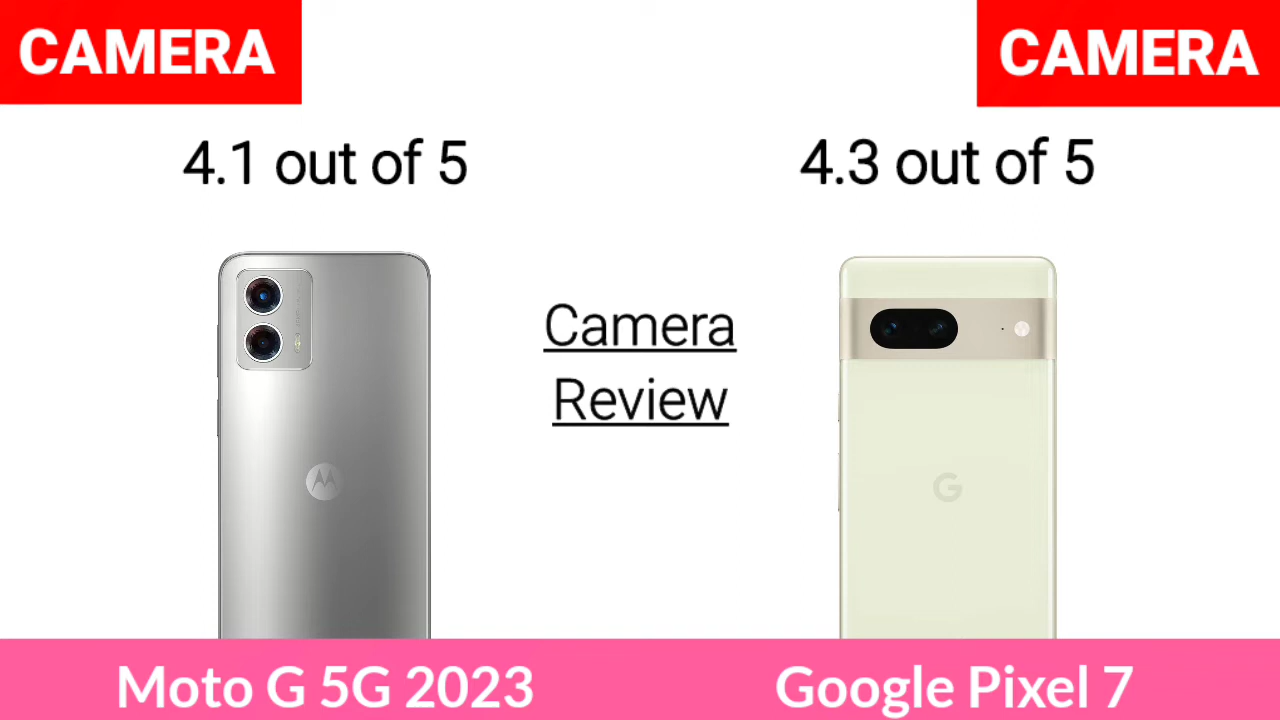 CAMERA
CAMERA
4.1 out of 5
4.3 out of 5
Camera
Review
G
Moto G 5G 2023
Google Pixel 7